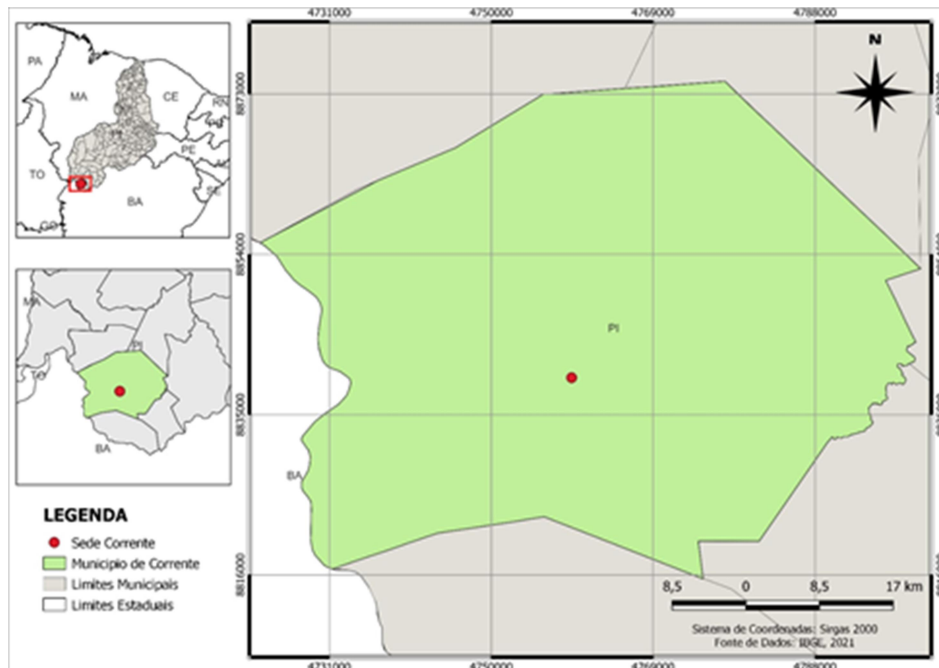 PA
MA
CE
RN
PI
PE
TO
SE
BA
GO
MA
PI
TO
BA
LEGENDA
Sede Corrente
Município de Corrente
Limites Municipais
Limites Estaduais
4731000 4750000 4769000 4788000
N
8854000
8835000
8816000
PI
BA
8,5 0 8,5 17 km
Sistema de Coordenadas: Sirgas 2000
Fonte de Dados: IBGE, 2021
4731000 4750000 4769000 4788000